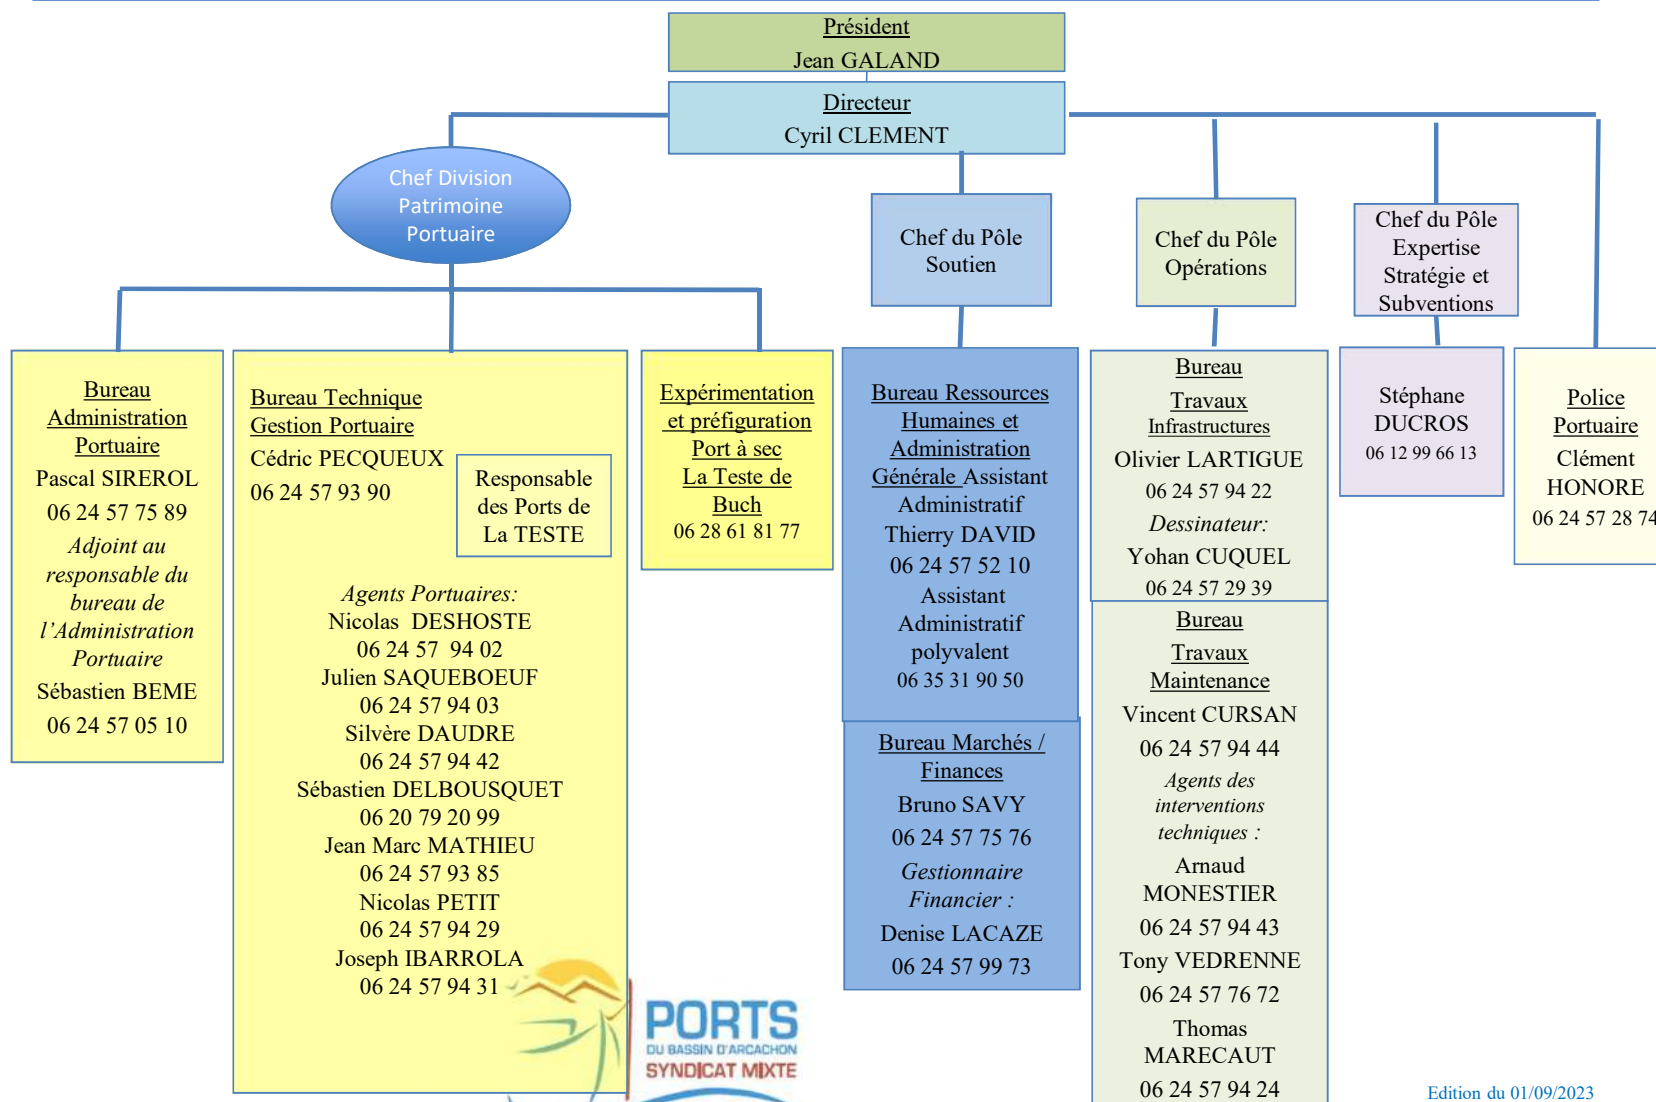 Président
Jean GALAND
Directeur
Cyril CLEMENT
Chef Division
Patrimoine
Portuaire
Chef du Pôle
Soutien
Chef du Pôle
Opérations
Chef du Pôle
Expertise
Stratégie et
Subventions
Bureau
Administration
Portuaire
Pascal SIREROL
06 24 57 75 89
Adjoint au
responsable du
bureau de
l’Administration
Portuaire
Sébastien BEME
06 24 57 05 10
Bureau Technique
Gestion Portuaire
Cédric PECQUEUX
06 24 57 93 90
Responsable
des Ports de
La TESTE
Agents Portuaires:
Nicolas  DESHOSTE
06 24 57  94 02
Julien SAQUEBOEUF
06 24 57 94 03
Silvère DAUDRE
06 24 57 94 42
Sébastien DELBOUSQUET
06 20 79 20 99
Jean Marc MATHIEU
06 24 57 93 85
Nicolas PETIT
06 24 57 94 29
Joseph IBARROLA
06 24 57 94 31
Expérimentation
et préfiguration
Port à sec
La Teste de
Buch
06 28 61 81 77
Bureau Ressources
Humaines et
Administration
Générale Assistant
Administratif
Thierry DAVID
06 24 57 52 10
Assistant
Administratif
polyvalent
06 35 31 90 50
Bureau Marchés /
Finances
Bruno SAVY
06 24 57 75 76
Gestionnaire
Financier :
Denise LACAZE
06 24 57 99 73
Bureau
Travaux
Infrastructures
Olivier LARTIGUE
06 24 57 94 22
Dessinateur:
Yohan CUQUEL
06 24 57 29 39
Bureau
Travaux
Maintenance
Vincent CURSAN
06 24 57 94 44
Agents des
interventions
techniques :
Arnaud
MONESTIER
06 24 57 94 43
Tony VEDRENNE
06 24 57 76 72
Thomas
MARECAUT
06 24 57 94 24
Stéphane
DUCROS
06 12 99 66 13
Police
Portuaire
Clément
HONORE
06 24 57 28 74
PORTS
DU BASSIN D'ARCACHON
SYNDICAT MIXTE
Edition du 01/09/2023